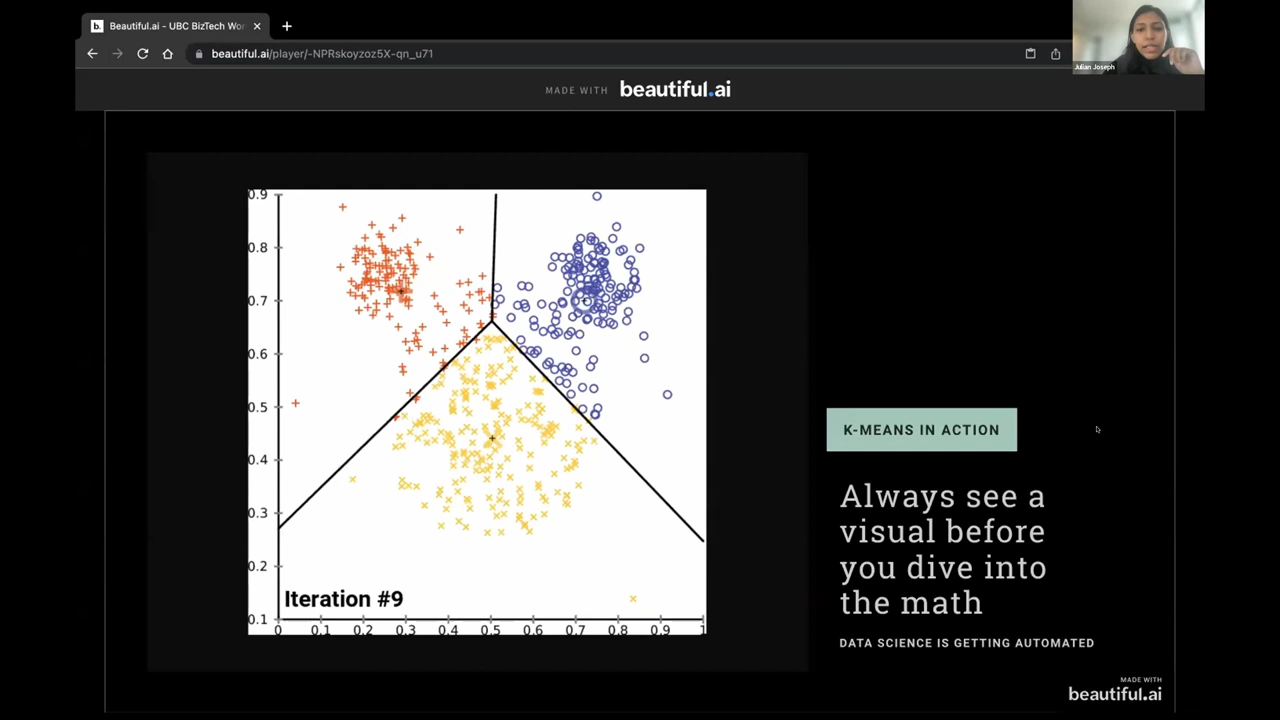 b. Beautiful.ai - UBC BizTech Wor
beautiful.ai/player/-NPRskoyzoz5X-qn_u71
Julian Joseph
MADE WITH beautiful.ai
0.9
0.8
0.7
0.6
0.5
0.4
0.3
0.2
0.1
Iteration #9
0 0.1 0.2 0.3 0.4 0.5 0.6 0.7 0.8 0.9 1
K-MEANS IN ACTION
Always see a
visual before
you dive into
the math
DATA SCIENCE IS GETTING AUTOMATED
MADE WITH
beautiful.ai